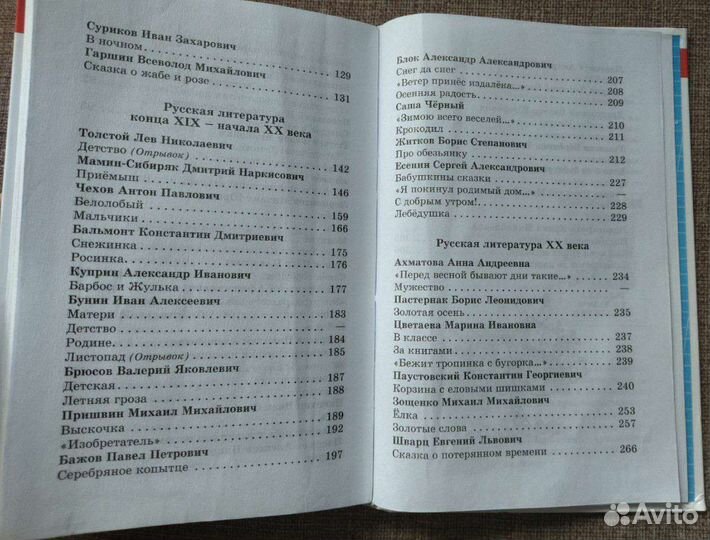 Суриков Иван Захарович
В ночном . . . 129
Гаршин Всеволод Михайлович
Сказка о жабе и розе . . . 131
Русская литература
конца XIX – начала XX века
Толстой Лев Николаевич
Детство (Отрывок) . . . 142
Мамин-Сибиряк Дмитрий Наркисович
Приёмыш . . . 146
Чехов Антон Павлович
Белолобый . . . 159
Мальчики . . . 166
Бальмонт Константин Дмитриевич
Снежинка . . . 175
Росинка . . . 176
Куприн Александр Иванович
Барбос и Жулька . . . 177
Бунин Иван Алексеевич
Матери . . . 183
Детство . . . —
Родине . . . 184
Листопад (Отрывок) . . . 185
Брюсов Валерий Яковлевич
Детская . . . 187
Летняя гроза . . . 188
Пришвин Михаил Михайлович
Выскочка . . . 189
«Изобретатель» . . . 192
Бажов Павел Петрович
Серебряное копытце . . . 197
Блок Александр Александрович
Снег да снег . . . 207
«Ветер принёс издалёка...» . . . 208
Осенняя радость . . . 209
Саша Чёрный
«Зимою всего веселей...» . . . 210
Крокодил . . . 211
Житков Борис Степанович
Про обезьянку . . . 212
Есенин Сергей Александрович
Бабушкины сказки . . . 227
«Я покинул родимый дом...» . . . —
С добрым утром! . . . 228
Лебёдушка . . . 229
Русская литература XX века
Ахматова Анна Андреевна
«Перед весной бывают дни такие...» . . . 234
Мужество . . . —
Пастернак Борис Леонидович
Золотая осень . . . 235
Цветаева Марина Ивановна
В классе . . . 237
За книгами . . . 238
«Бежит тропинка с бугорка...» . . . 239
Паустовский Константин Георгиевич
Корзина с еловыми шишками . . . 240
Зощенко Михаил Михайлович
Ёлка . . . 253
Золотые слова . . . 257
Шварц Евгений Львович
Сказка о потерянном времени . . . 266
Avito